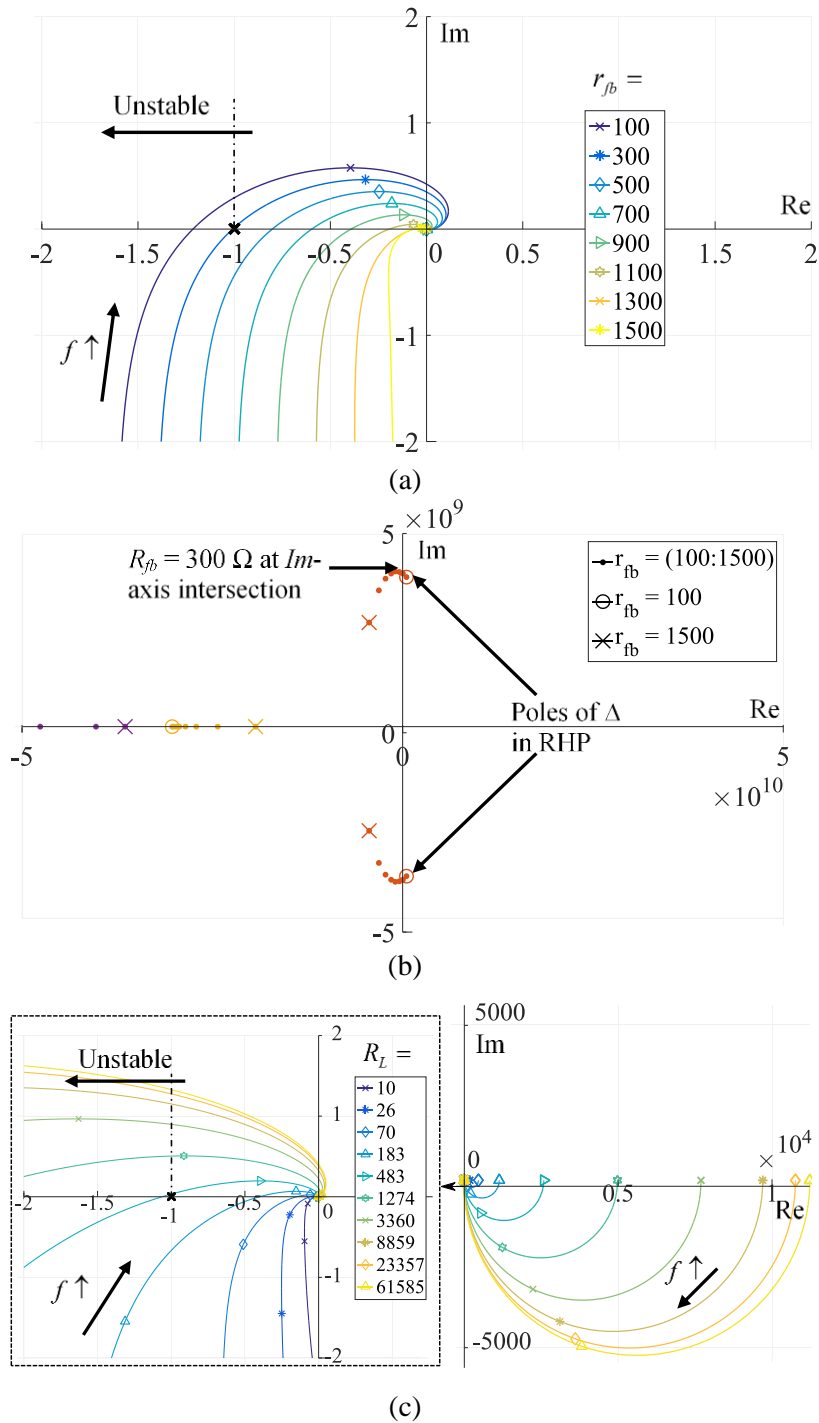 2
Im
Unstable
r_fb =
1
100
300
500
700
900
1100
1300
1500
Re
-2 -1.5 -1 -0.5 0 0.5 1 1.5 2
f ↑
-1
-2
(a)
5 ×10^9
R_fb = 300 Ω at Im-
axis intersection
Im
r_fb = (100:1500)
r_fb = 100
r_fb = 1500
Poles of Δ
in RHP
Re
-5 0 5
0
×10^10
-5
(b)
2
Unstable
R_L =
1
10
26
70
183
483
1274
3360
8859
23357
61585
-2 -1.5 -1 -0.5 0
f ↑
-1
-2
5000
Im
0
×10^4
0.5 1
Re
f ↑
-5000
(c)